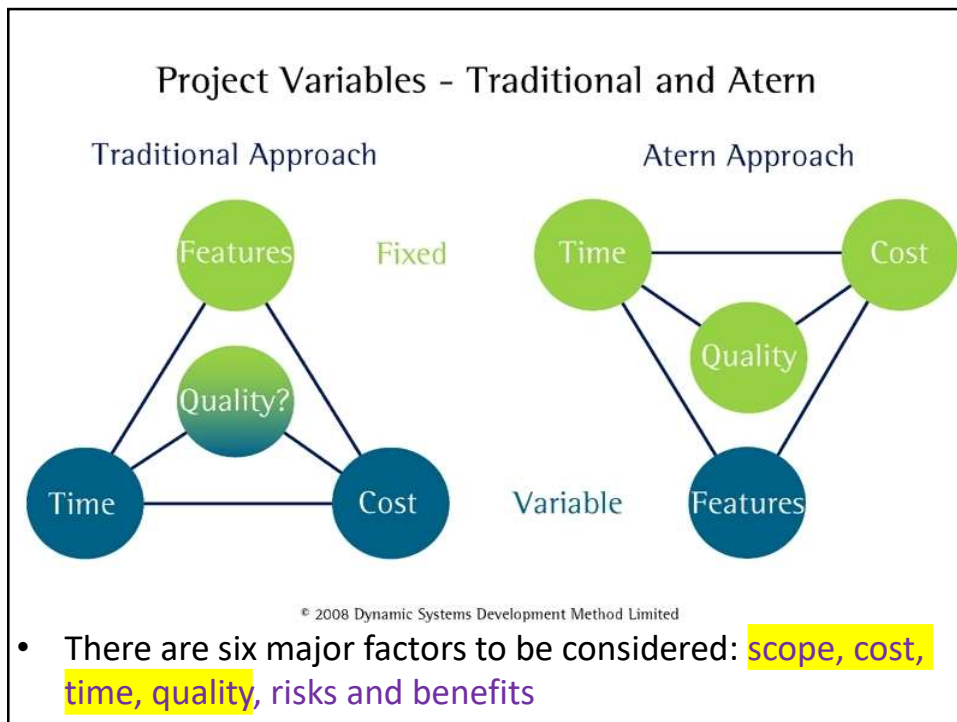 Project Variables - Traditional and Atern
Traditional Approach
Atern Approach
Features
Fixed
Time
Cost
Quality?
Quality
Time
Cost
Variable
Features
© 2008 Dynamic Systems Development Method Limited
• There are six major factors to be considered: scope, cost,
time, quality, risks and benefits